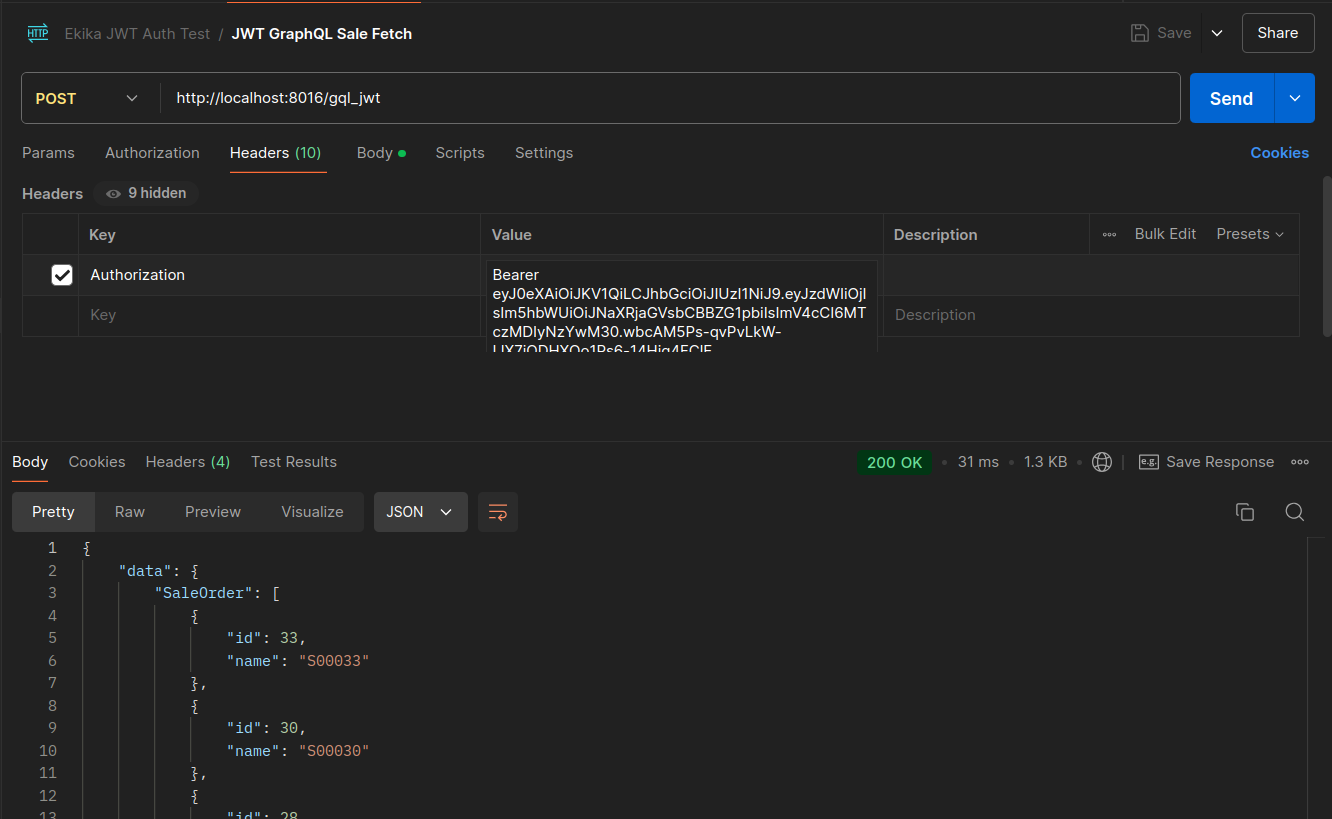 HTTP Ekika JWT Auth Test / JWT GraphQL Sale Fetch Save Share
POST http://localhost:8016/gql_jwt Send
Params Authorization Headers (10) Body Scripts Settings Cookies
Headers 9 hidden
Key Value Description Bulk Edit Presets
Authorization Bearer
eyJ0eXAiOiJKV1QiLCJhbGciOiJIUzI1NiJ9.eyJzdWIiOjI
sIm5hbWUiOiJNaXRjaGVsbCBBZG1pbiIsImV4cCI6MT
czMDIyNzYwM30.wbcAM5Ps-qvPvLkW-
Key Description
Body Cookies Headers (4) Test Results 200 OK 31 ms 1.3 KB e.g. Save Response
Pretty Raw Preview Visualize JSON
1 {
2 "data": {
3 "SaleOrder": [
4 {
5 "id": 33,
6 "name": "S00033"
7 },
8 {
9 "id": 30,
10 "name": "S00030"
11 },
12 {
13 "id": 28